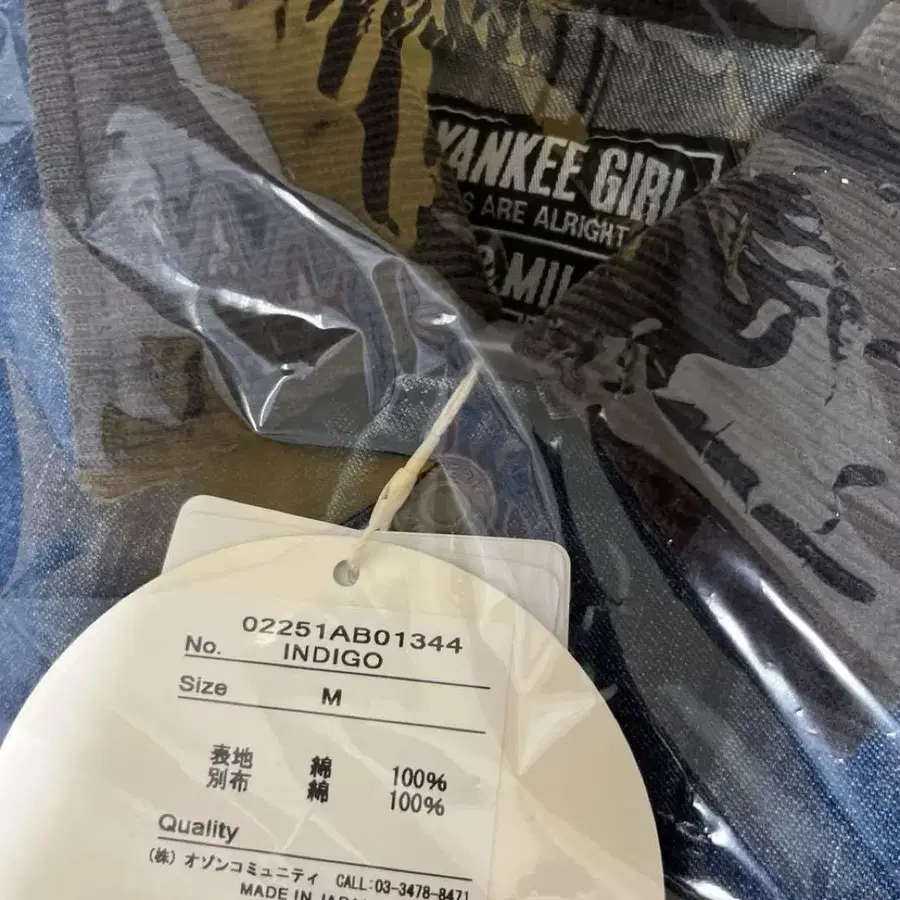 YANKEE GIRL
ARE ALRIGHT
MIL
02251AB01344
No. INDIGO
Size M
表地 綿 100%
別布 綿 100%
Quality
(株) オゾンコミュニティ CALL:03-3478-8471
MADE IN